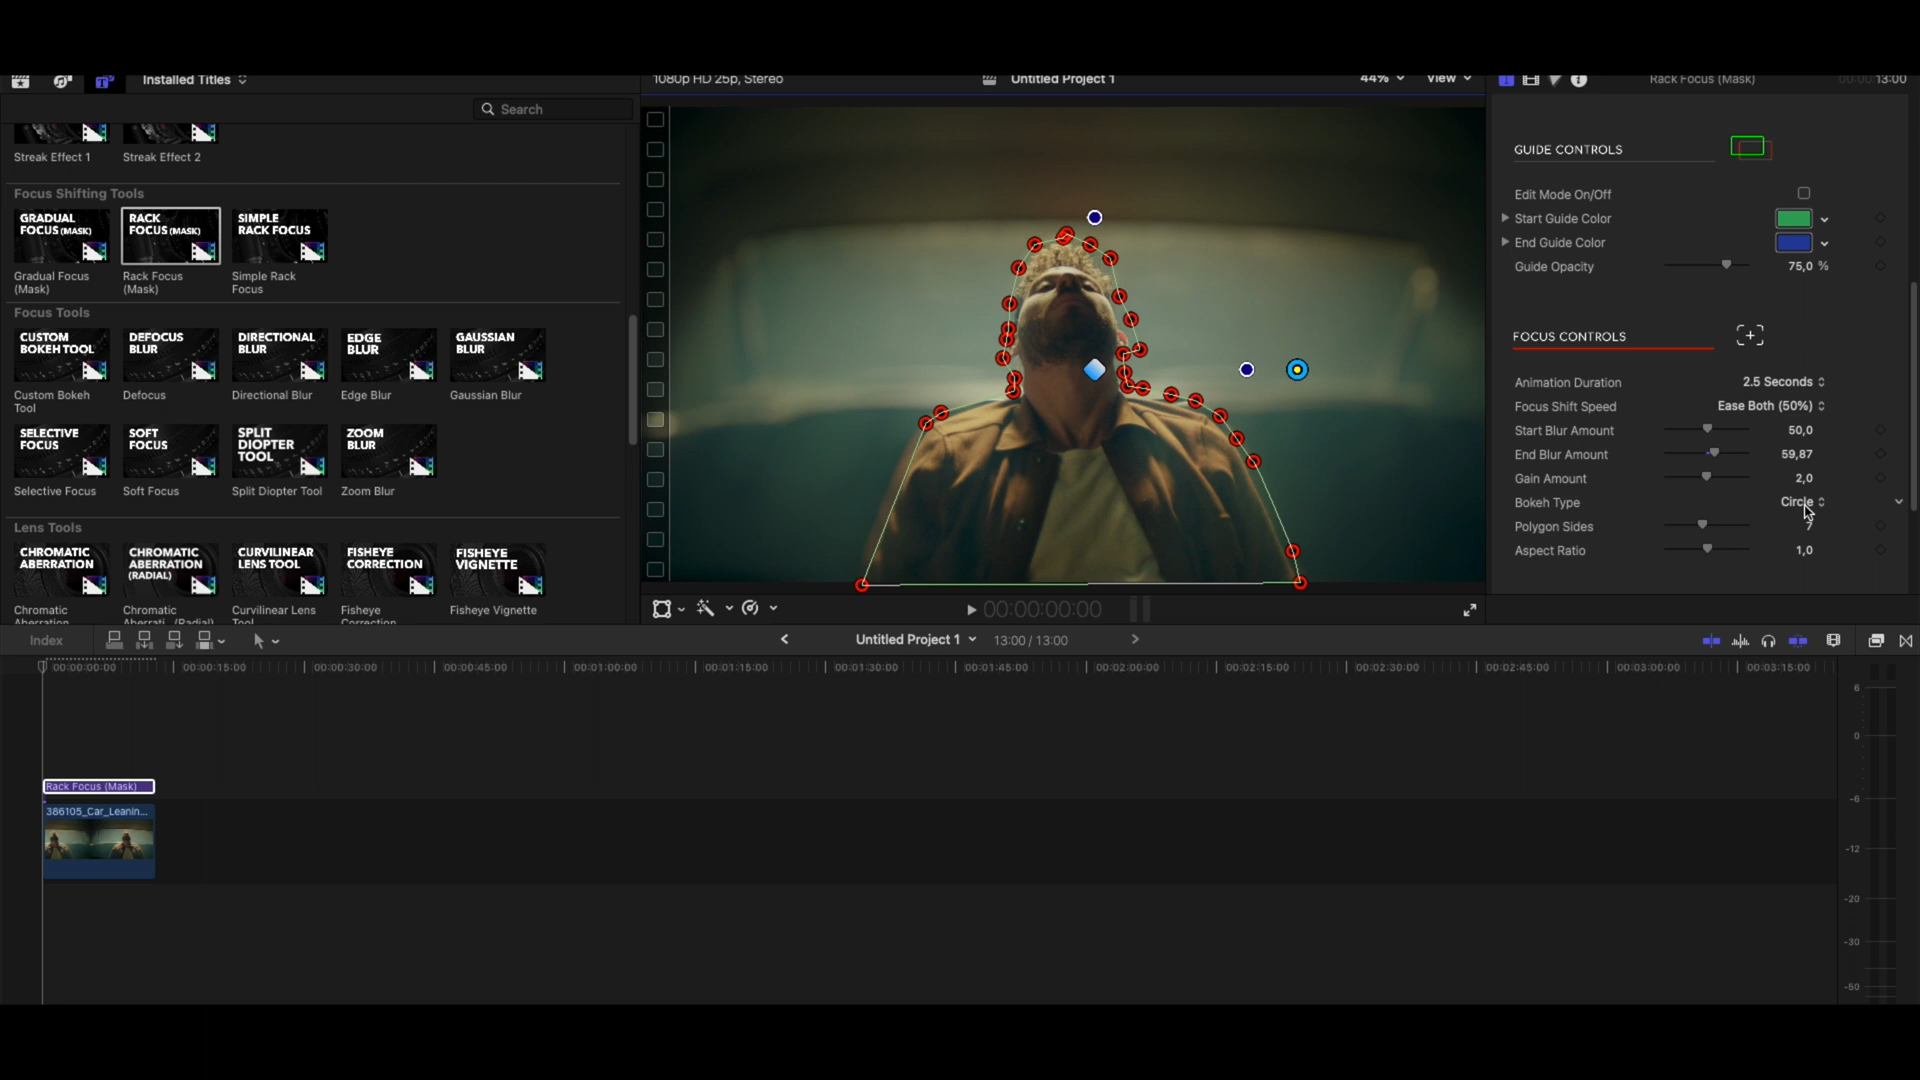 Installed Titles
1080p HD 25p, Stereo
Untitled Project 1
44%
View
Rack Focus (Mask)
00:00:13:00
Search
Streak Effect 1
Streak Effect 2
Focus Shifting Tools
GRADUAL
FOCUS (MASK)
RACK
FOCUS (MASK)
SIMPLE
RACK FOCUS
Gradual Focus
(Mask)
Rack Focus
(Mask)
Simple Rack
Focus
Focus Tools
CUSTOM
BOKEH TOOL
DEFOCUS
BLUR
DIRECTIONAL
BLUR
EDGE
BLUR
GAUSSIAN
BLUR
Custom Bokeh
Tool
Defocus
Directional Blur
Edge Blur
Gaussian Blur
SELECTIVE
FOCUS
SOFT
FOCUS
SPLIT
DIOPTER
TOOL
ZOOM
BLUR
Selective Focus
Soft Focus
Split Diopter Tool
Zoom Blur
Lens Tools
CHROMATIC
ABERRATION
CHROMATIC
ABERRATION
(RADIAL)
CURVILINEAR
LENS TOOL
FISHEYE
CORRECTION
FISHEYE
VIGNETTE
Chromatic
Aberration
Chromatic
Aberrati...(Radial)
Curvilinear Lens
Tool
Fisheye
Correction
Fisheye Vignette
GUIDE CONTROLS
Edit Mode On/Off
Start Guide Color
End Guide Color
Guide Opacity 75,0 %
FOCUS CONTROLS
Animation Duration 2.5 Seconds
Focus Shift Speed Ease Both (50%)
Start Blur Amount 50,0
End Blur Amount 59,87
Gain Amount 2,0
Bokeh Type Circle
Polygon Sides 7
Aspect Ratio 1,0
00:00:00:00
Index
Untitled Project 1
13:00 / 13:00
00:00:00:00 00:00:15:00 00:00:30:00 00:00:45:00 00:01:00:00 00:01:15:00 00:01:30:00 00:01:45:00 00:02:00:00 00:02:15:00 00:02:30:00 00:02:45:00 00:03:00:00 00:03:15:00
6
0
-6
-12
-20
-30
-50
Rack Focus (Mask)
386105_Car_Leanin...